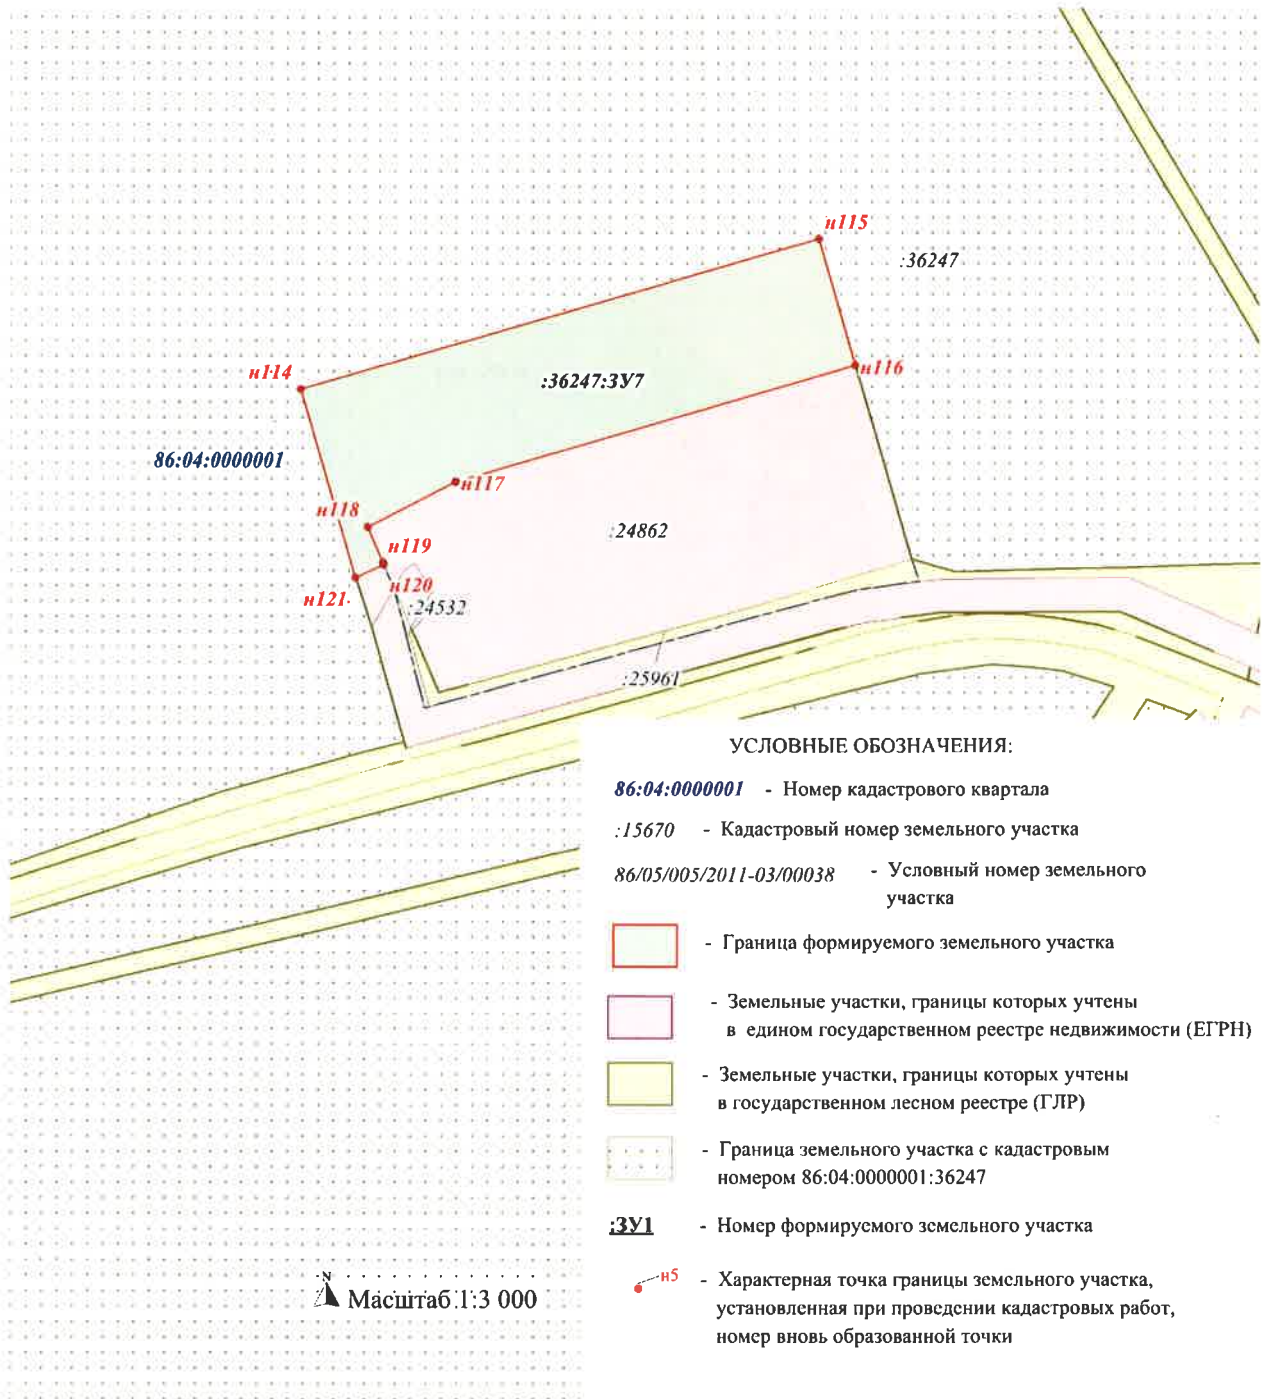 н115
:36247
н114
:36247:ЗУ7
н116
86:04:0000001
н117
н118
:24862
н119
н120
н121
:24532
:25961
УСЛОВНЫЕ ОБОЗНАЧЕНИЯ:
86:04:0000001 - Номер кадастрового квартала
:15670 - Кадастровый номер земельного участка
86/05/005/2011-03/00038 - Условный номер земельного
участка
- Граница формируемого земельного участка
- Земельные участки, границы которых учтены
в едином государственном реестре недвижимости (ЕГРН)
- Земельные участки, границы которых учтены
в государственном лесном реестре (ГЛР)
- Граница земельного участка с кадастровым
номером 86:04:0000001:36247
:ЗУ1 - Номер формируемого земельного участка
н5 - Характерная точка границы земельного участка,
установленная при проведении кадастровых работ,
номер вновь образованной точки
N
Масштаб 1:3 000